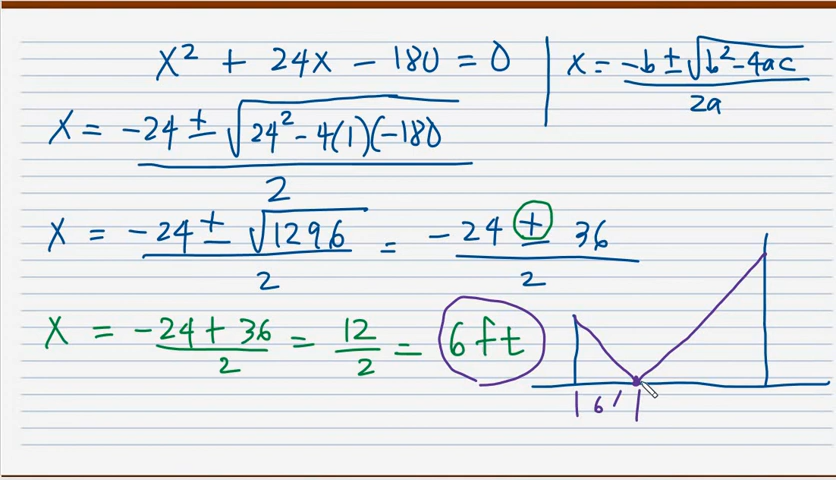 x² + 24x - 180 = 0
x = -b ± √b² - 4ac / 2a
x = -24 ± √24² - 4(1)(-180 / 2
x = -24 ± √1296 / 2 = -24 ± 36 / 2
x = -24 + 36 / 2 = 12 / 2 = 6 ft
6'